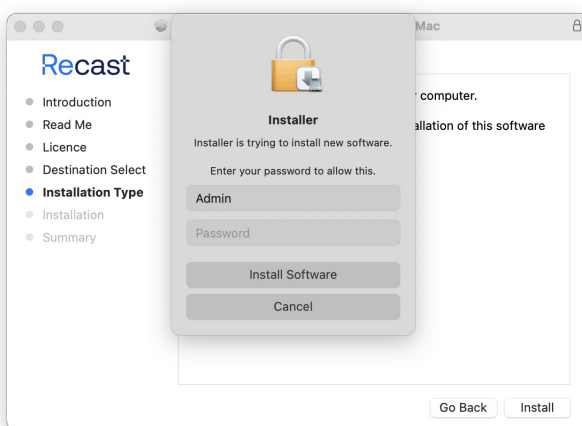 Mac
Recast
Introduction
Read Me
Licence
Destination Select
Installation Type
Installation
Summary
computer.
allation of this software
Installer
Installer is trying to install new software.
Enter your password to allow this.
Admin
Password
Install Software
Cancel
Go Back
Install